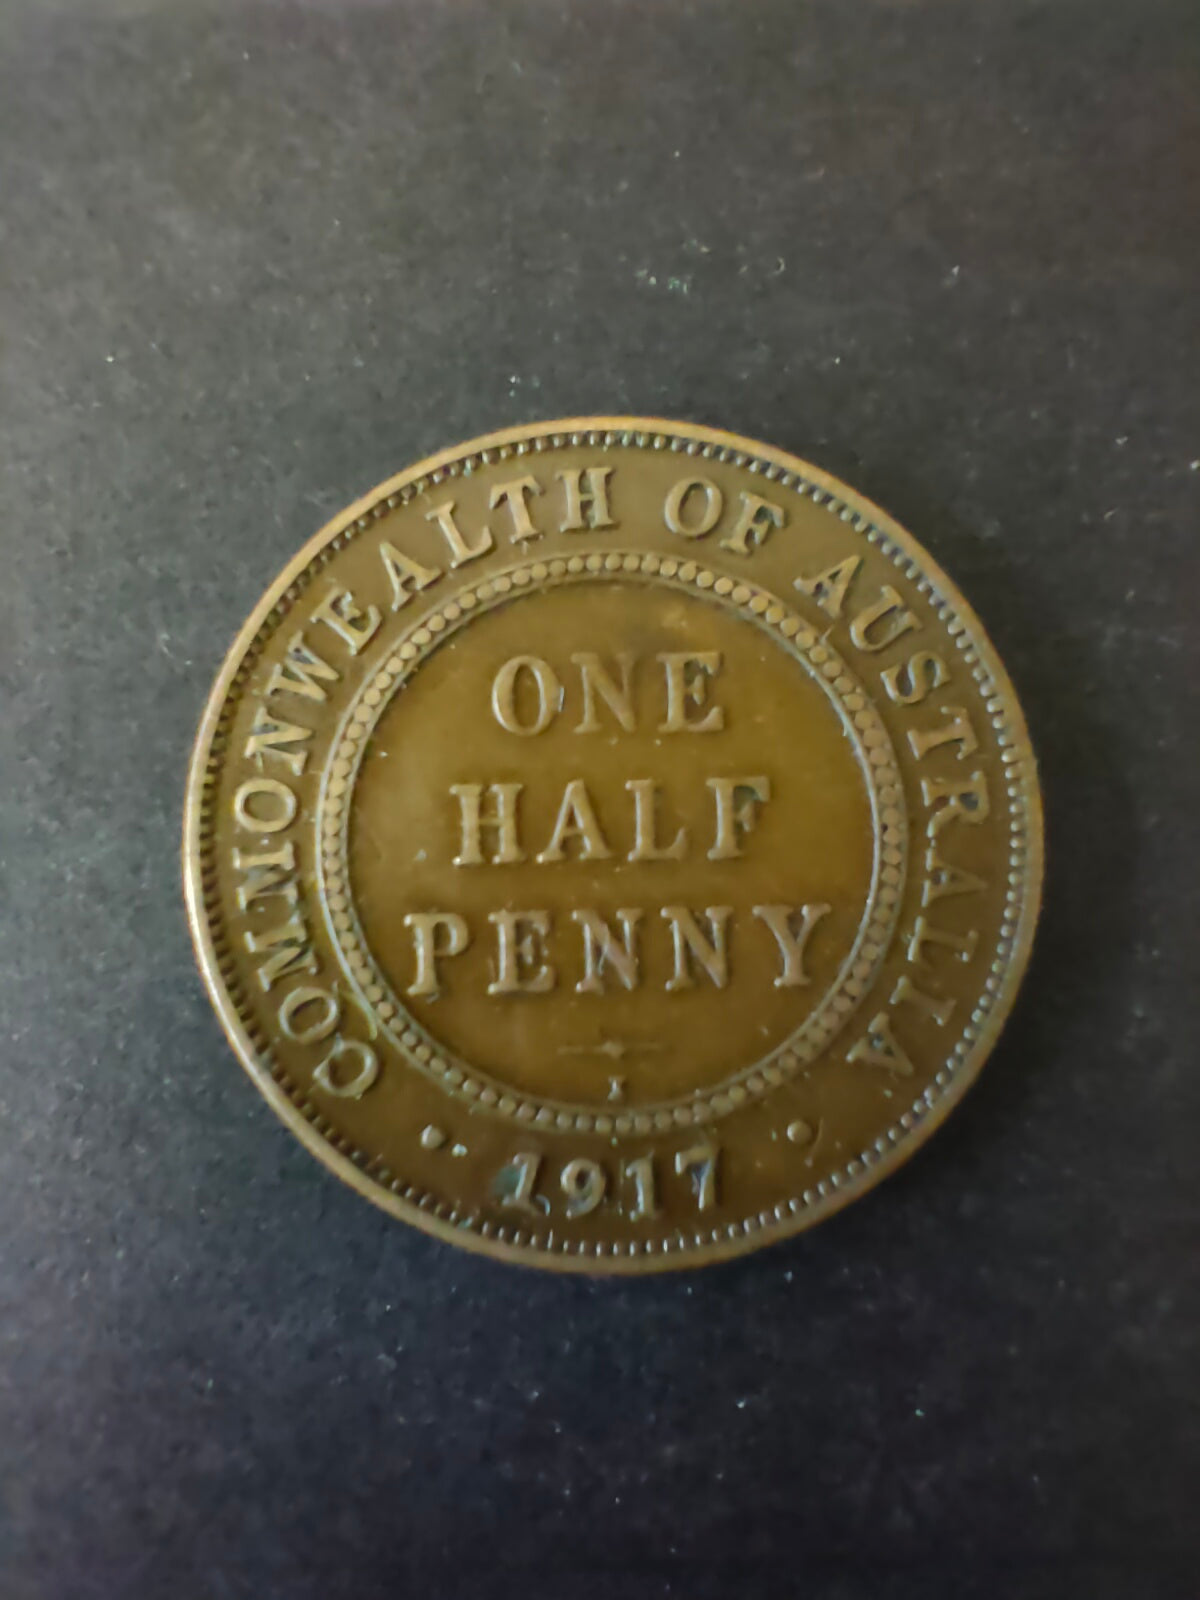 COMMONWEALTH OF AUSTRALIA
ONE
HALF
PENNY
I
· 1917 ·